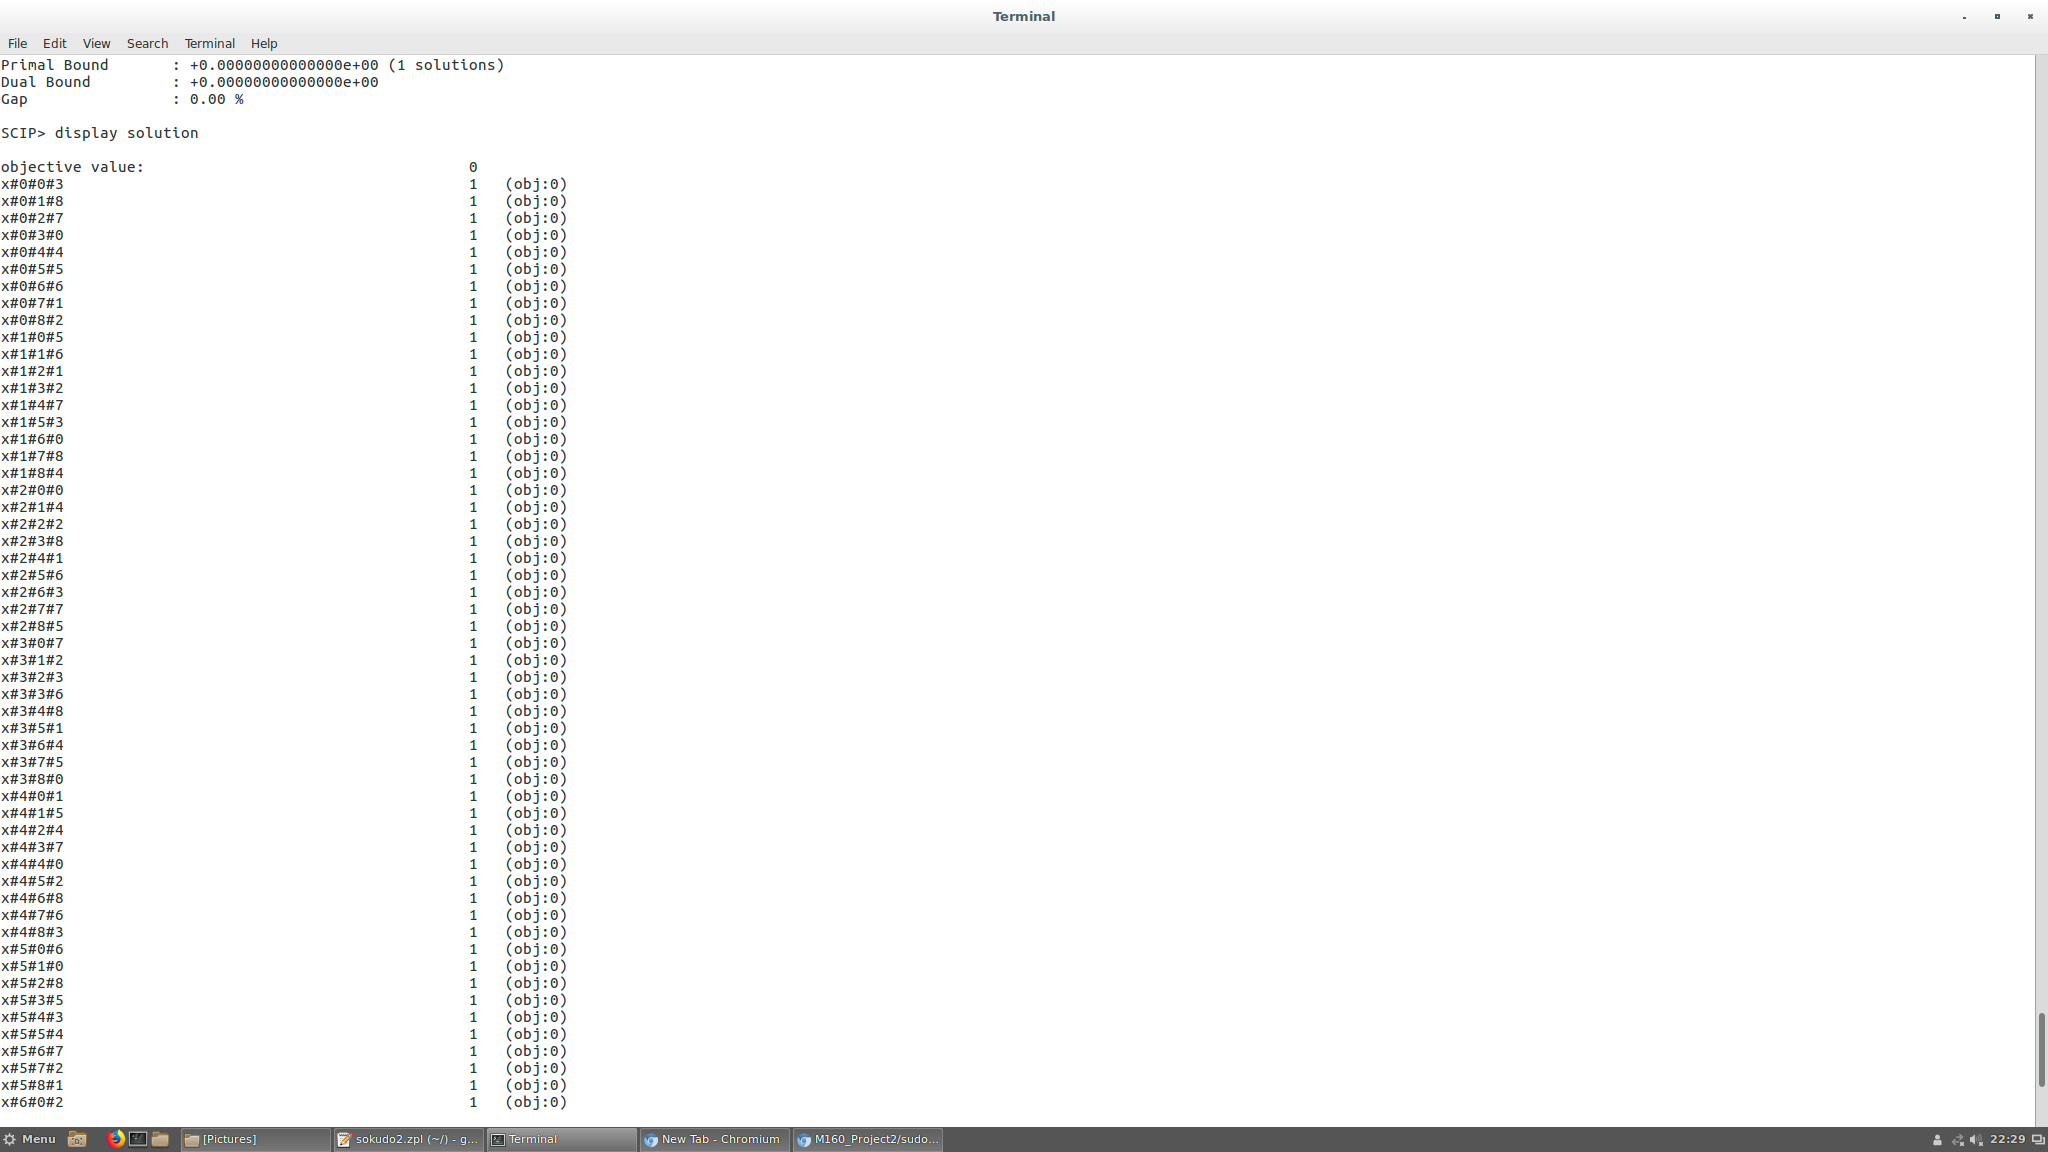 Terminal
File Edit View Search Terminal Help
Primal Bound       : +0.00000000000000e+00 (1 solutions)
Dual Bound         : +0.00000000000000e+00
Gap                : 0.00 %
SCIP> display solution
objective value:                                    0
x#0#0#3                                             1   (obj:0)
x#0#1#8                                             1   (obj:0)
x#0#2#7                                             1   (obj:0)
x#0#3#0                                             1   (obj:0)
x#0#4#4                                             1   (obj:0)
x#0#5#5                                             1   (obj:0)
x#0#6#6                                             1   (obj:0)
x#0#7#1                                             1   (obj:0)
x#0#8#2                                             1   (obj:0)
x#1#0#5                                             1   (obj:0)
x#1#1#6                                             1   (obj:0)
x#1#2#1                                             1   (obj:0)
x#1#3#2                                             1   (obj:0)
x#1#4#7                                             1   (obj:0)
x#1#5#3                                             1   (obj:0)
x#1#6#0                                             1   (obj:0)
x#1#7#8                                             1   (obj:0)
x#1#8#4                                             1   (obj:0)
x#2#0#0                                             1   (obj:0)
x#2#1#4                                             1   (obj:0)
x#2#2#2                                             1   (obj:0)
x#2#3#8                                             1   (obj:0)
x#2#4#1                                             1   (obj:0)
x#2#5#6                                             1   (obj:0)
x#2#6#3                                             1   (obj:0)
x#2#7#7                                             1   (obj:0)
x#2#8#5                                             1   (obj:0)
x#3#0#7                                             1   (obj:0)
x#3#1#2                                             1   (obj:0)
x#3#2#3                                             1   (obj:0)
x#3#3#6                                             1   (obj:0)
x#3#4#8                                             1   (obj:0)
x#3#5#1                                             1   (obj:0)
x#3#6#4                                             1   (obj:0)
x#3#7#5                                             1   (obj:0)
x#3#8#0                                             1   (obj:0)
x#4#0#1                                             1   (obj:0)
x#4#1#5                                             1   (obj:0)
x#4#2#4                                             1   (obj:0)
x#4#3#7                                             1   (obj:0)
x#4#4#0                                             1   (obj:0)
x#4#5#2                                             1   (obj:0)
x#4#6#8                                             1   (obj:0)
x#4#7#6                                             1   (obj:0)
x#4#8#3                                             1   (obj:0)
x#5#0#6                                             1   (obj:0)
x#5#1#0                                             1   (obj:0)
x#5#2#8                                             1   (obj:0)
x#5#3#5                                             1   (obj:0)
x#5#4#3                                             1   (obj:0)
x#5#5#4                                             1   (obj:0)
x#5#6#7                                             1   (obj:0)
x#5#7#2                                             1   (obj:0)
x#5#8#1                                             1   (obj:0)
x#6#0#2                                             1   (obj:0)
Menu [Pictures] sokudo2.zpl (~/) - g... Terminal New Tab - Chromium M160_Project2/sudo... 22:29